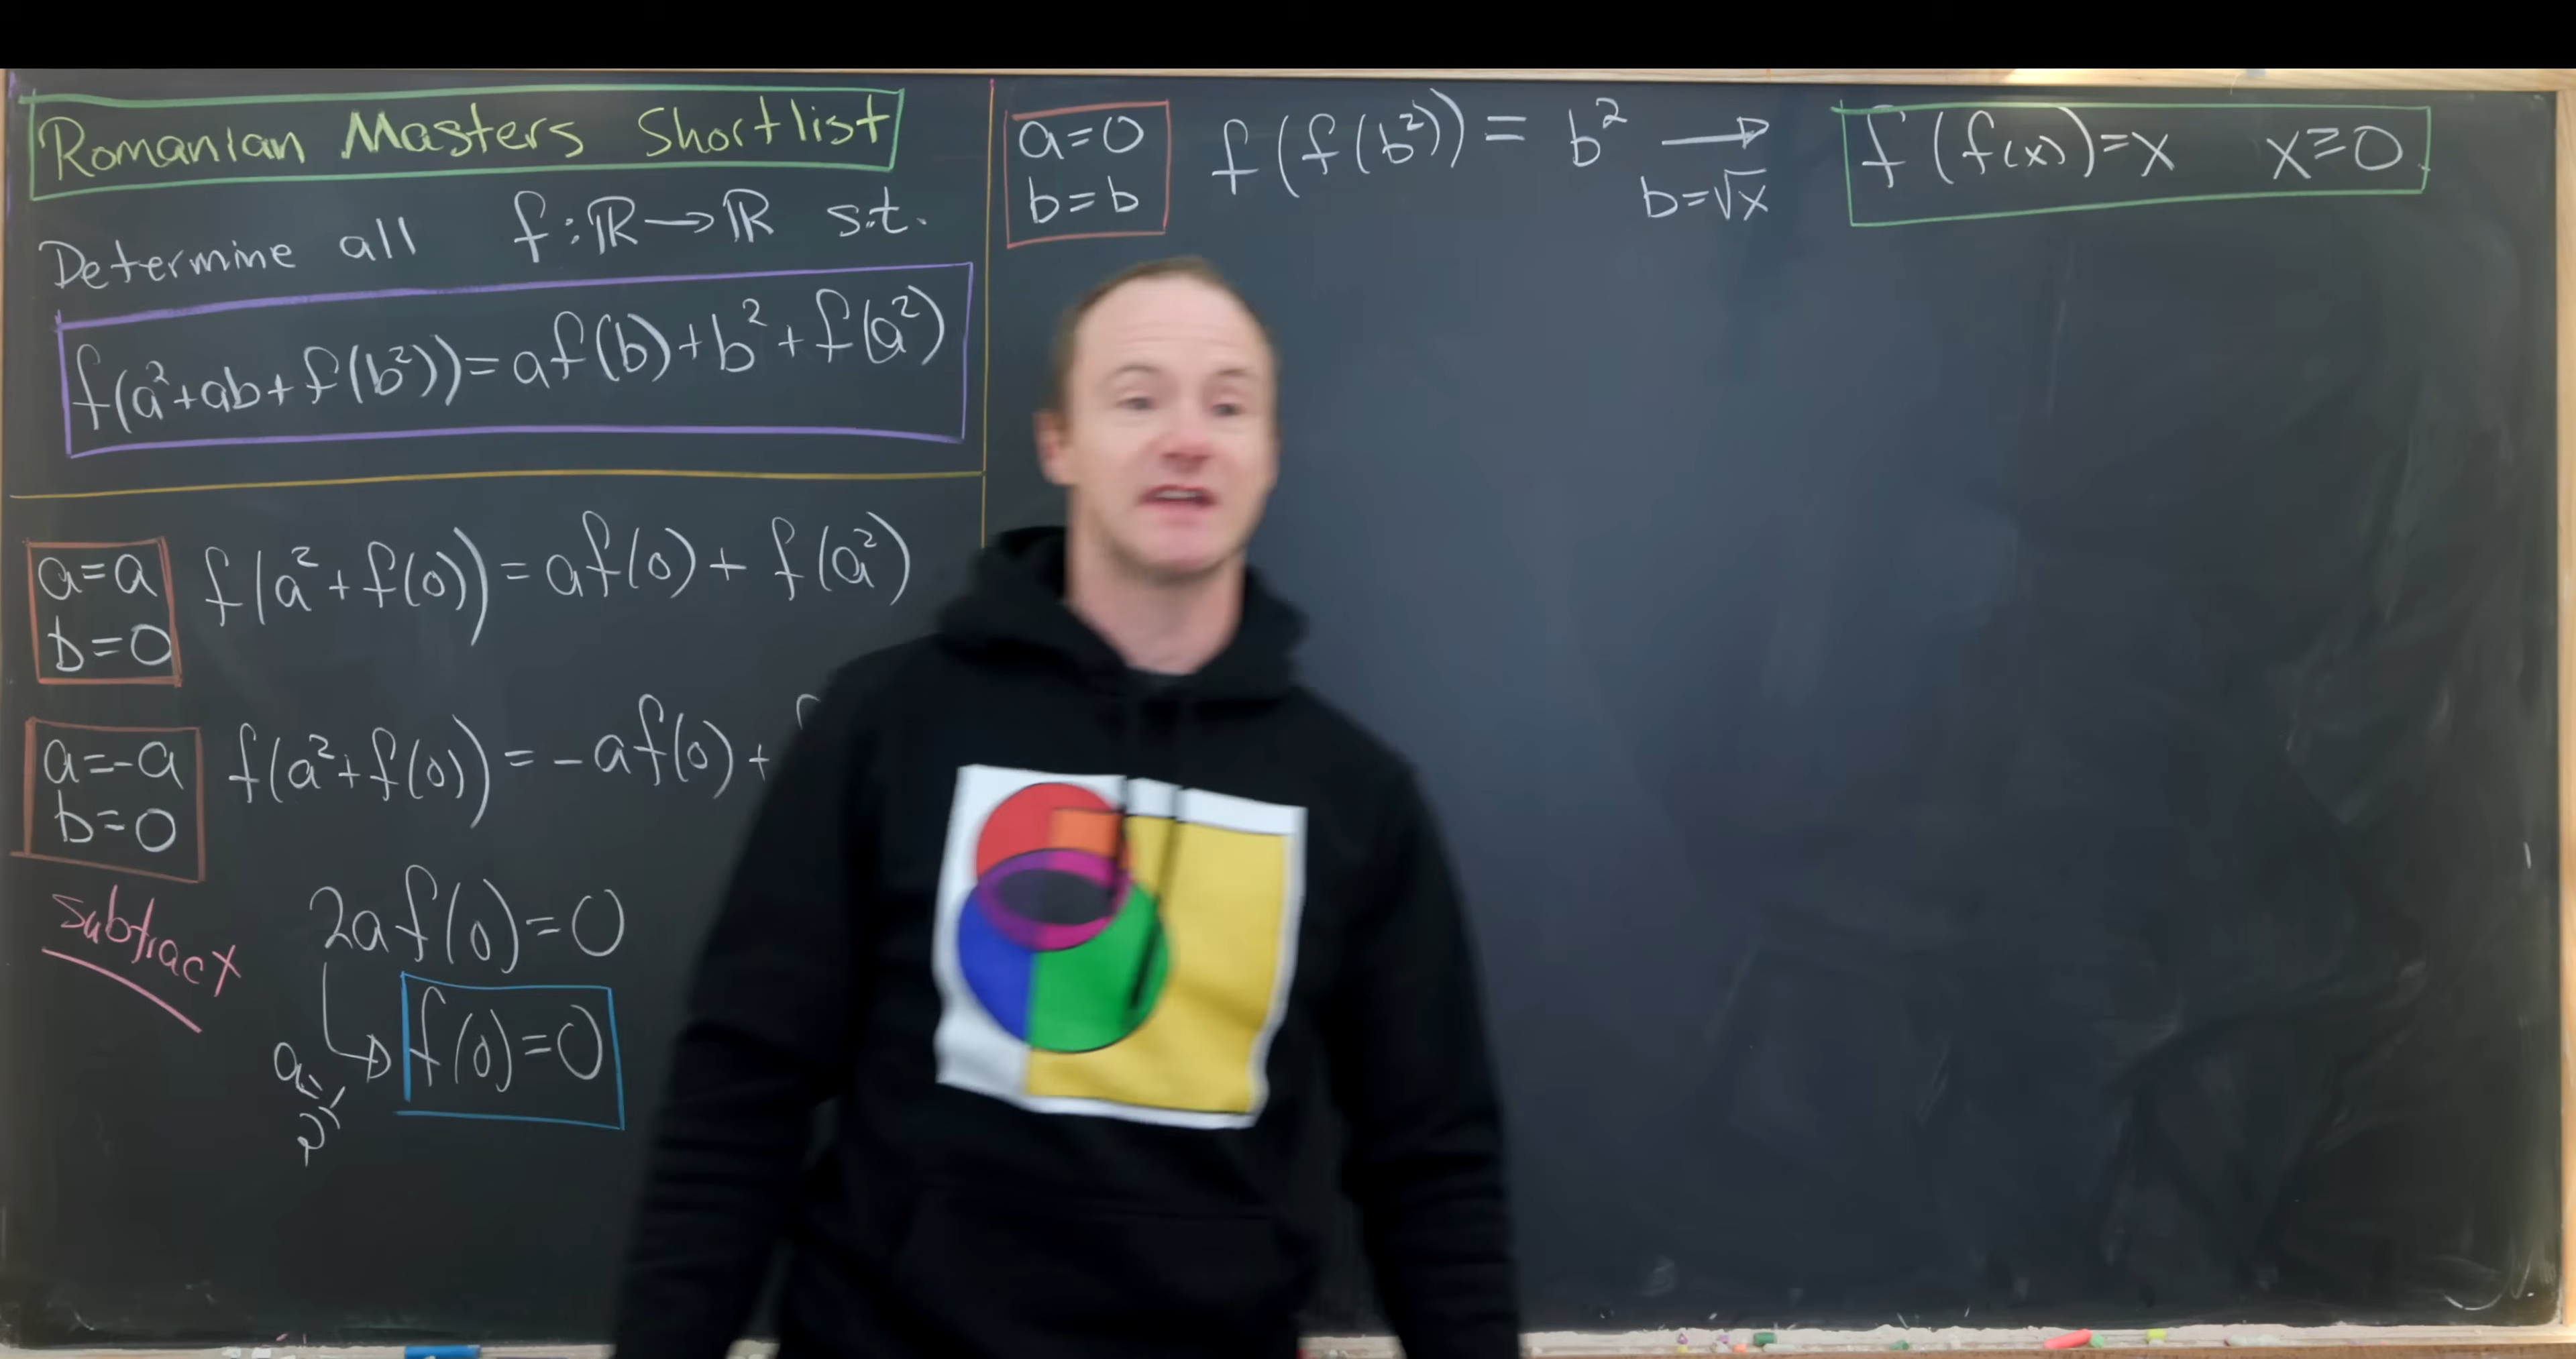 Romanian Masters Shortlist
Determine all f:ℝ→ℝ s.t.
f(a²+ab+f(b²))=af(b)+b²+f(a²)
a=a
b=0
f(a²+f(0))=af(0)+f(a²)
a=-a
b=0
f(a²+f(0))=-af(0)+
subtract
2af(0)=0
f(0)=0
a=0
b=b
f(f(b²))=b² →
b=√x
f(f(x))=x x≥0